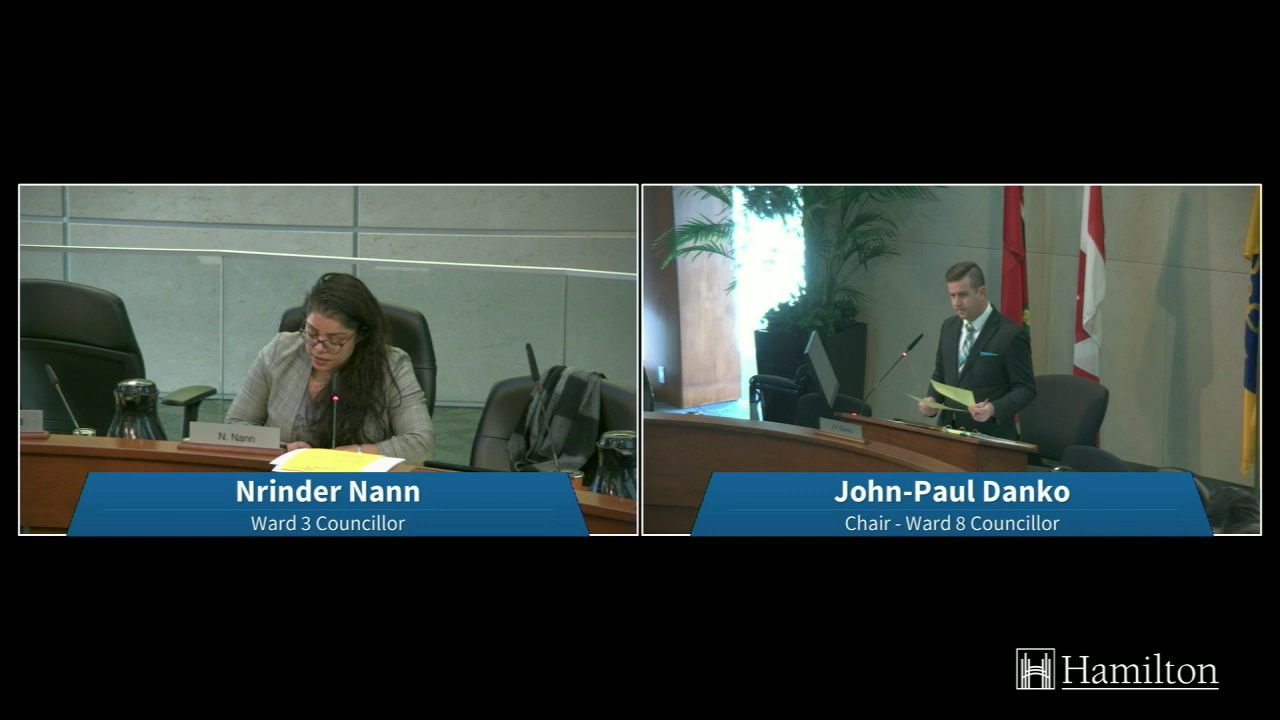 N. Nann
Nrinder Nann
Ward 3 Councillor
John-Paul Danko
Chair - Ward 8 Councillor
Hamilton